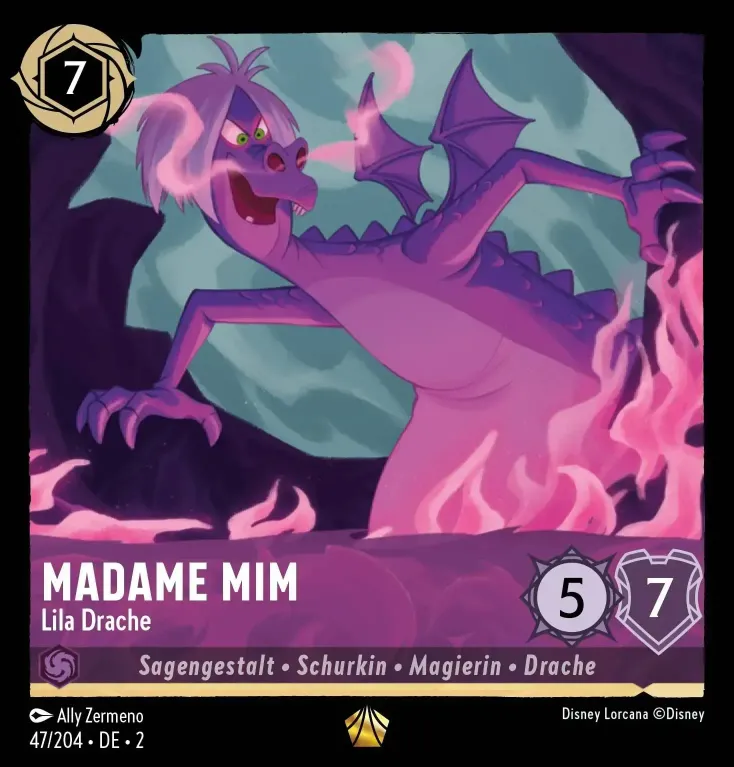 7
MADAME MIM
Lila Drache
5 7
Sagengestalt • Schurkin • Magierin • Drache
Ally Zermeno
Disney Lorcana ©Disney
47/204 • DE • 2